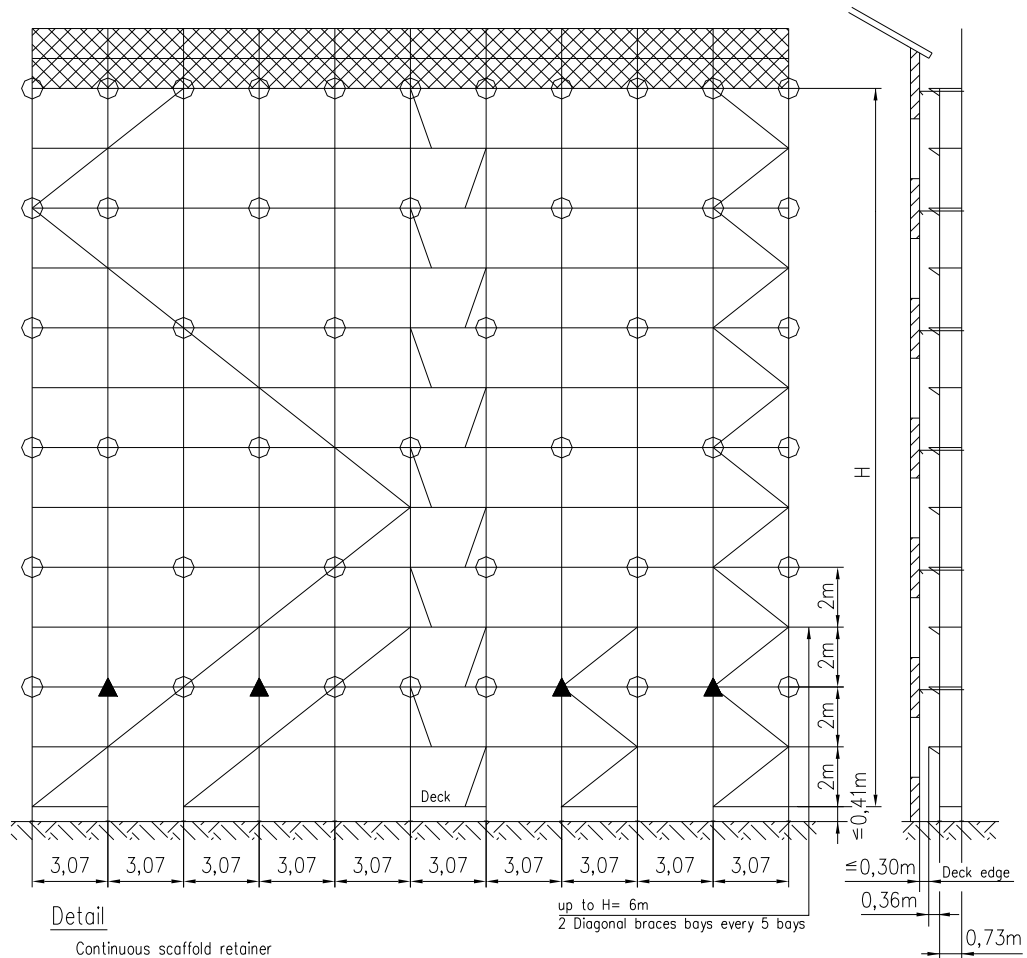 H
2m
2m
2m
2m
≤0,41m
Deck
3,07 3,07 3,07 3,07 3,07 3,07 3,07 3,07 3,07 3,07
≤0,30m
Deck edge
0,36m
0,73m
up to H= 6m
2 Diagonal braces bays every 5 bays
Detail
Continuous scaffold retainer